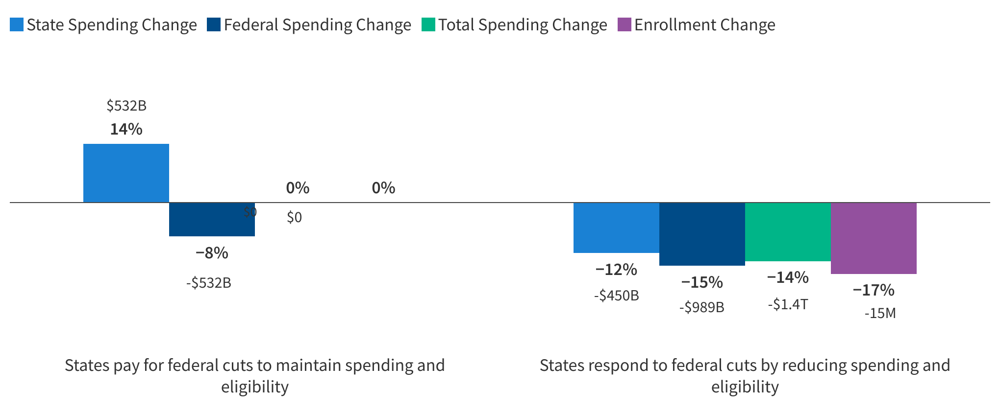 State Spending Change Federal Spending Change Total Spending Change Enrollment Change
$532B
14%
0% 0%
$0 $0
−8%
-$532B
−12% −15% −14% −17%
-$450B -$989B -$1.4T -15M
States pay for federal cuts to maintain spending and
eligibility
States respond to federal cuts by reducing spending and
eligibility